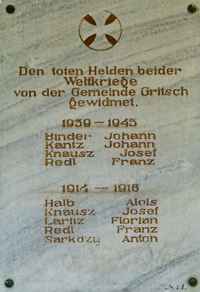 Den toten Helden beider
Weltkriege
von der Gemeinde Gritsch
gewidmet.
1939 - 1945
Binder Johann
Kantz Johann
Knausz Josef
Redl Franz
1914 - 1918
Halb Alois
Knausz Josef
Lartiz Florian
Redl Franz
Sarközy Anton